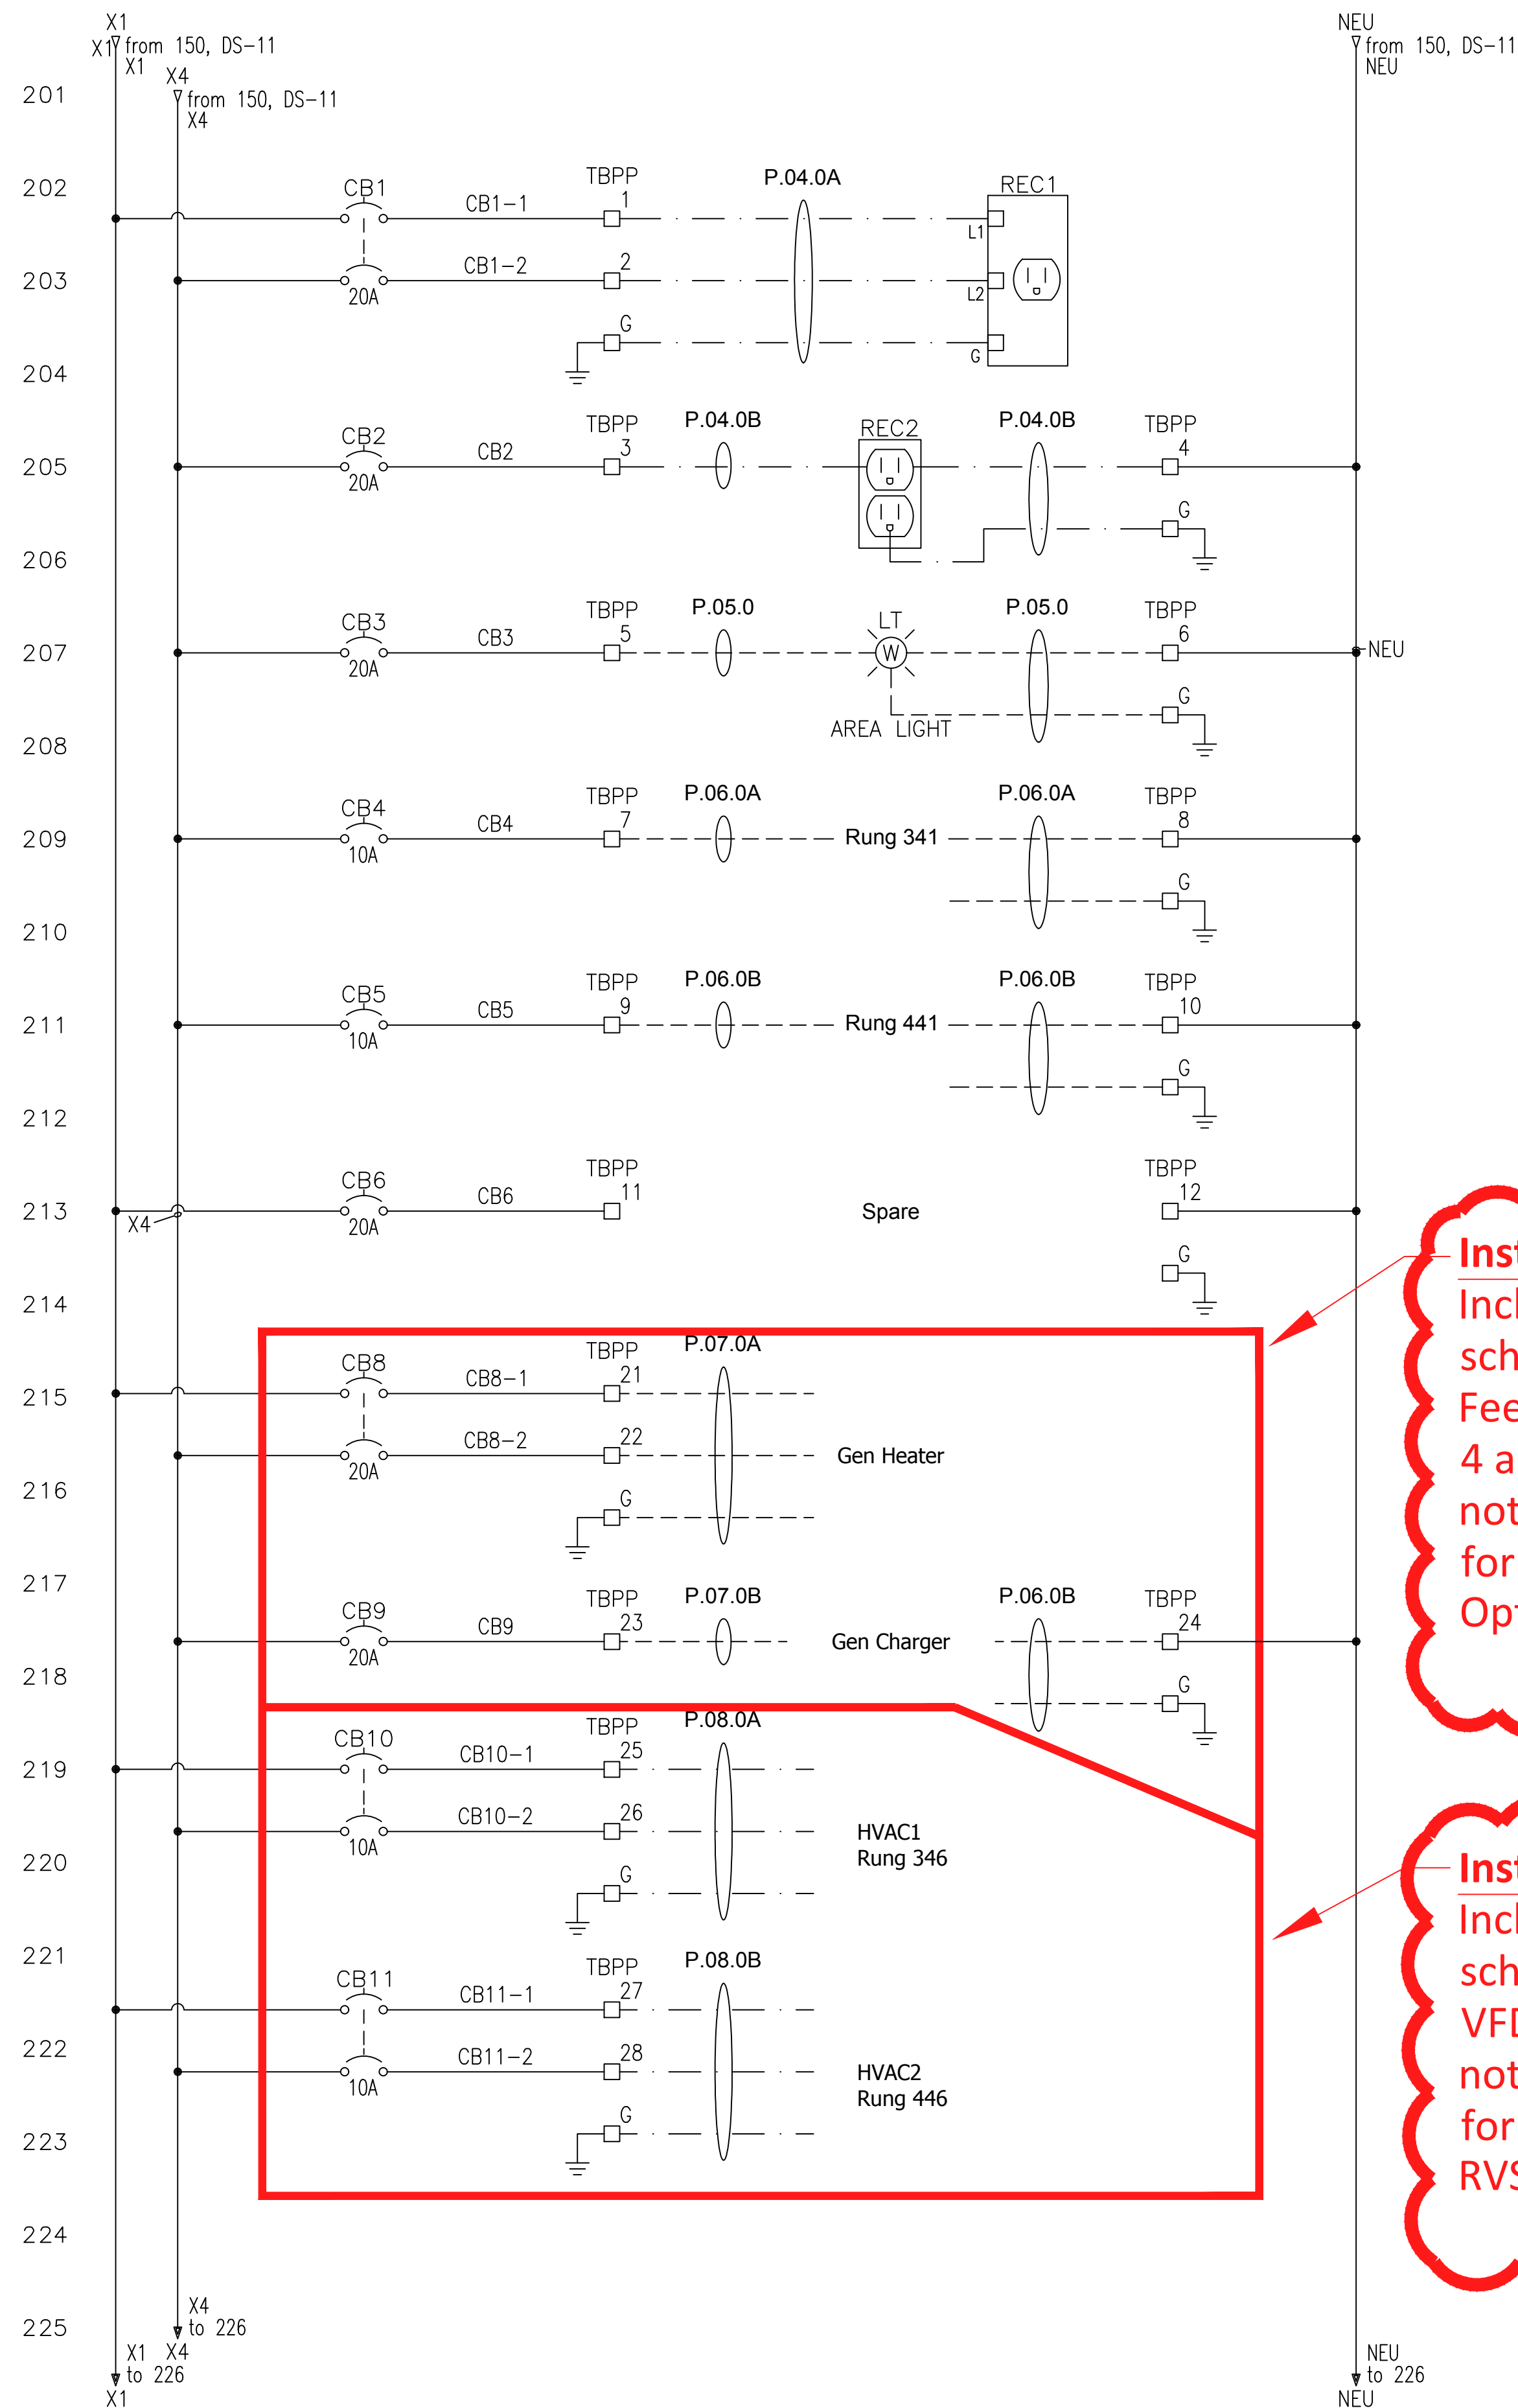 X1
NEU
X1 from 150, DS-11
from 150, DS-11
X1
NEU
X4
201
from 150, DS-11
X4
202
CB1
CB1-1
TBPP
1
P.04.0A
REC1
L1
203
20A
CB1-2
2
L2
G
G
204
205
CB2
20A
CB2
TBPP
3
P.04.0B
REC2
P.04.0B
TBPP
4
G
206
207
CB3
20A
CB3
TBPP
5
P.05.0
LT
W
P.05.0
TBPP
6
NEU
G
AREA LIGHT
208
209
CB4
10A
CB4
TBPP
7
P.06.0A
Rung 341
P.06.0A
TBPP
8
G
210
211
CB5
10A
CB5
TBPP
9
P.06.0B
Rung 441
P.06.0B
TBPP
10
G
212
213
X4
CB6
20A
CB6
TBPP
11
Spare
TBPP
12
G
214
215
CB8
CB8-1
TBPP
21
P.07.0A
20A
CB8-2
22
Gen Heater
216
G
217
CB9
20A
CB9
TBPP
23
P.07.0B
Gen Charger
P.06.0B
TBPP
24
218
G
219
CB10
CB10-1
TBPP
25
P.08.0A
10A
CB10-2
26
HVAC1
Rung 346
220
G
221
CB11
CB11-1
TBPP
27
P.08.0B
222
10A
CB11-2
28
HVAC2
Rung 446
223
G
224
225
X4
to 226
X1
to 226
X4
X1
NEU
to 226
NEU
4 a
not
for
not
for